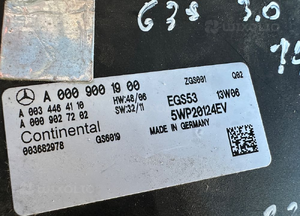 63s 3.0
A 000 900 19 00
ZGS001 Q82
A 003 446 41 10
HW:48/06
EGS53 13W06
A 000 902 72 02
SW:32/11
5WP20124EV
Continental
MADE IN GERMANY
003682978
GS6019